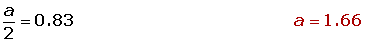 a/2 = 0.83
a = 1.66